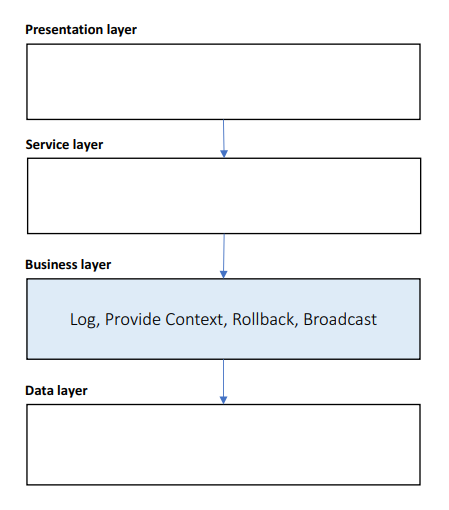 Presentation layer
Service layer
Business layer
Log, Provide Context, Rollback, Broadcast
Data layer